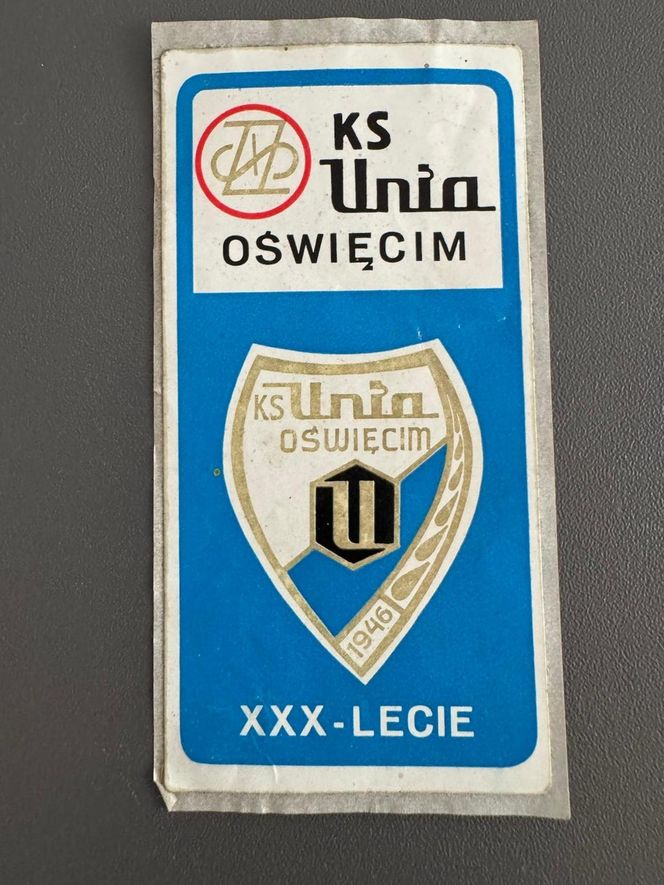 KS
Unia
OŚWIĘCIM
KS Unia
OŚWIĘCIM
U
1946
XXX-LECIE